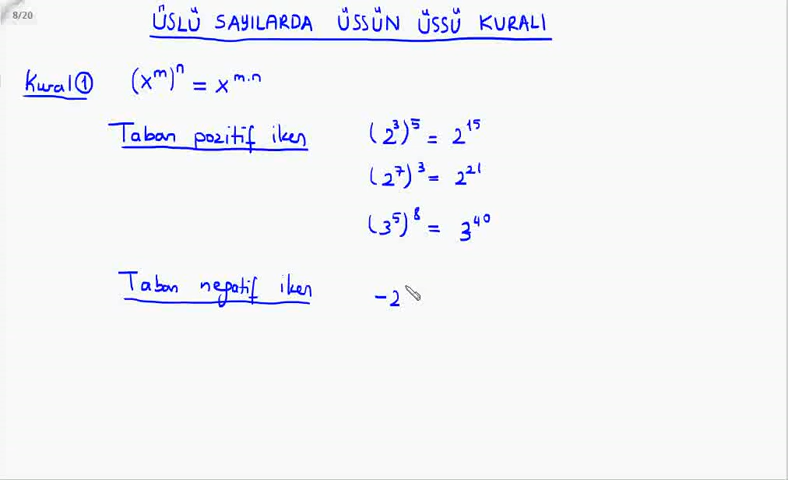 8/20
ÜSLÜ SAYILARDA ÜSSÜN ÜSSÜ KURALI
Kural① (x^m)^n = x^{m.n}
Taban pozitif iken (2^3)^5 = 2^{15}
(2^7)^3 = 2^{21}
(3^5)^8 = 3^{40}
Taban negatif iken -2